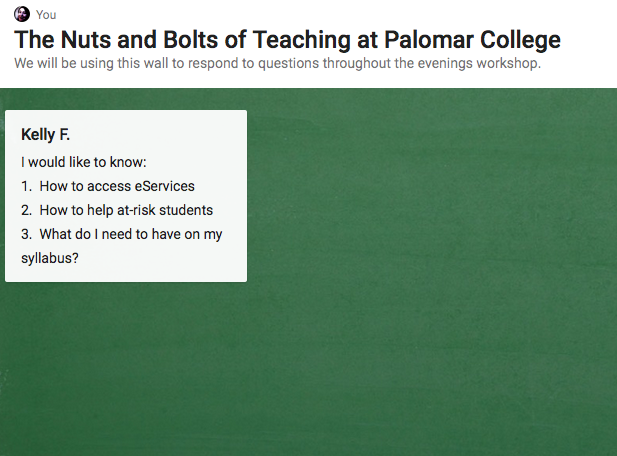 You
The Nuts and Bolts of Teaching at Palomar College
We will be using this wall to respond to questions throughout the evenings workshop.
Kelly F.
I would like to know:
1. How to access eServices
2. How to help at-risk students
3. What do I need to have on my
syllabus?